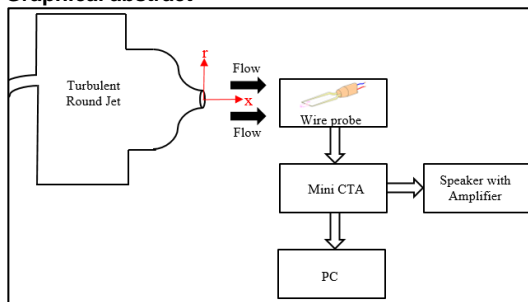 Graphical abstract
Turbulent
Round Jet
r
x
Flow
Flow
Wire probe
Mini CTA
Speaker with
Amplifier
PC